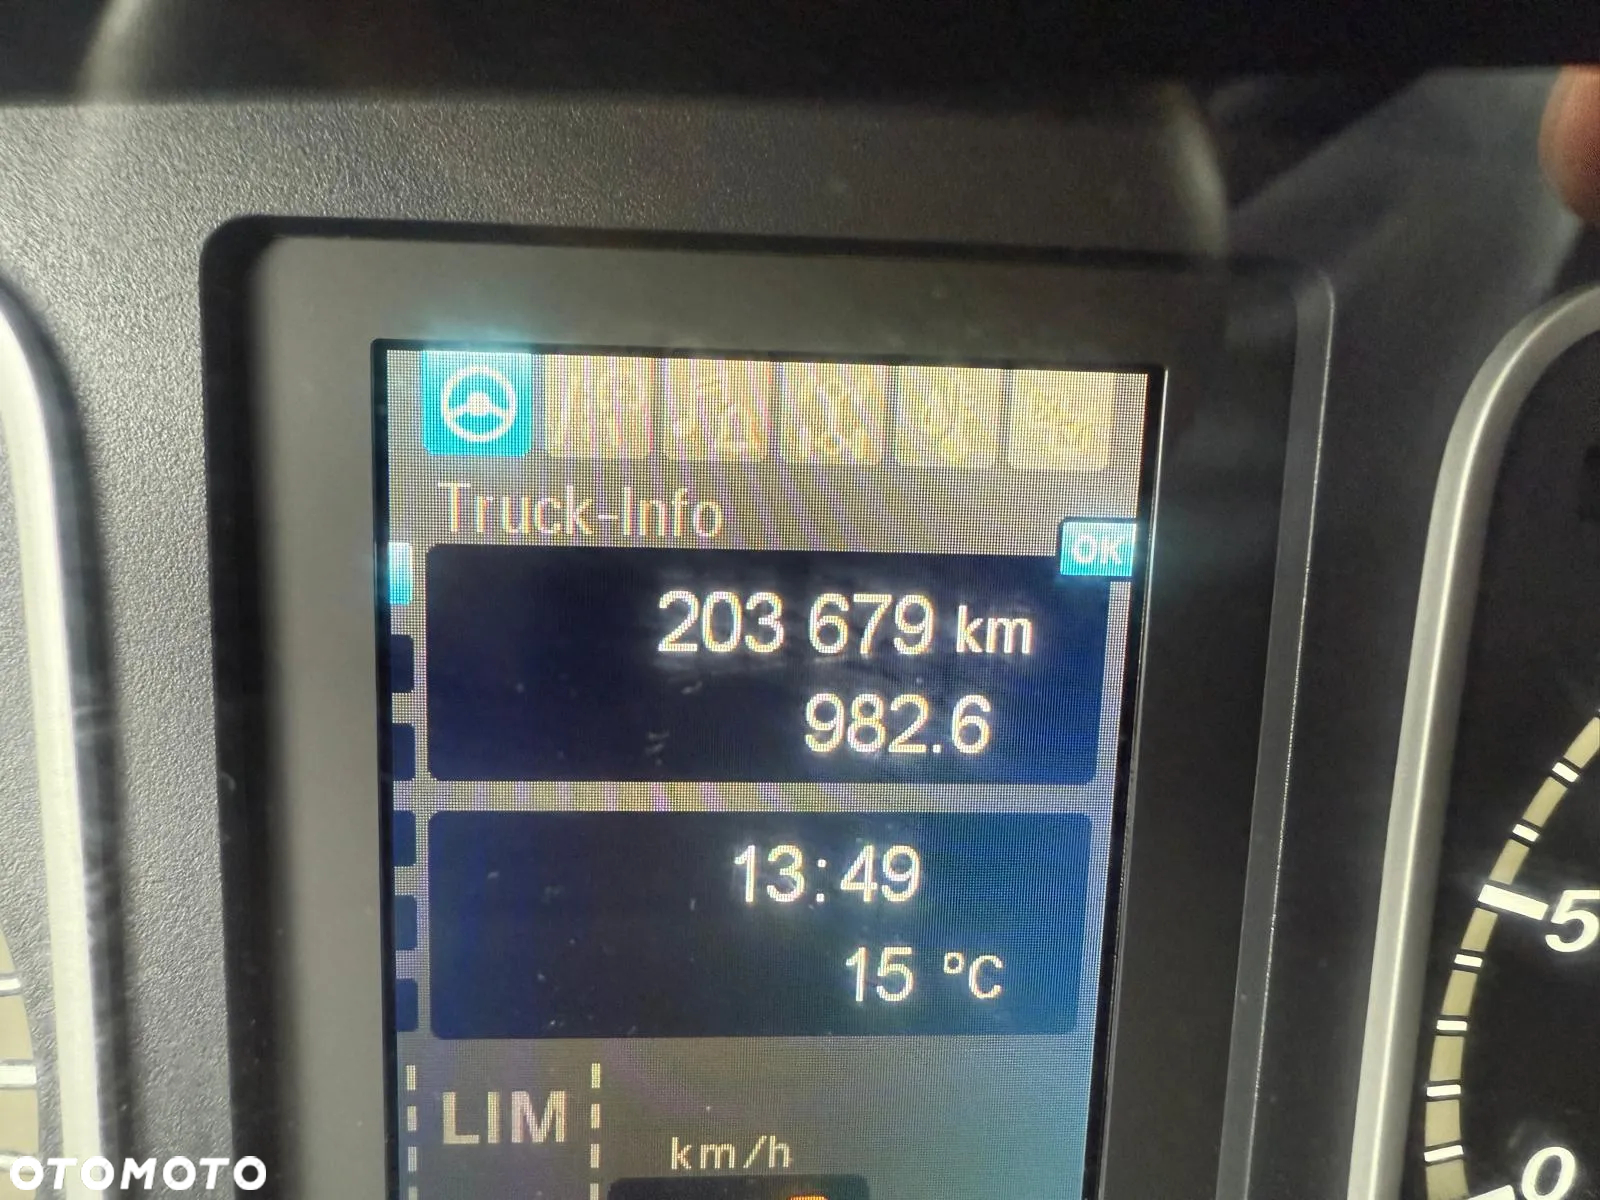 Truck-Info
OK
203 679 km
982.6
13:49
15 °C
LIM
km/h
5
0
OTOMOTO